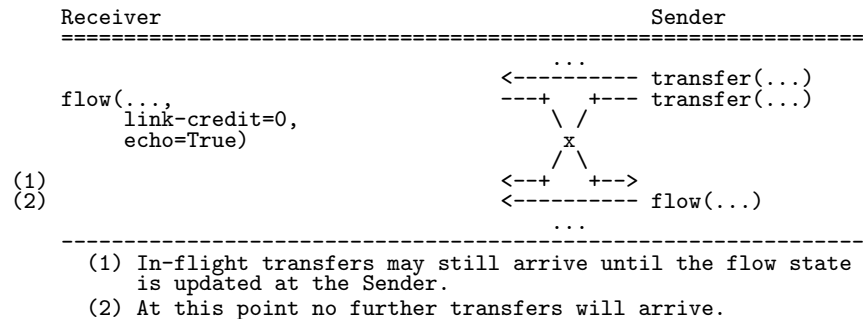 Receiver                                        Sender
================================================================
                                       ...
                                   <---------- transfer(...)
flow(...,                          ---+   +--- transfer(...)
     link-credit=0,                    \ /
     echo=True)                         x
                                       / \
(1)                                <--+   +-->
(2)                                <---------- flow(...)
                                       ...
----------------------------------------------------------------
(1) In-flight transfers may still arrive until the flow state
is updated at the Sender.
(2) At this point no further transfers will arrive.